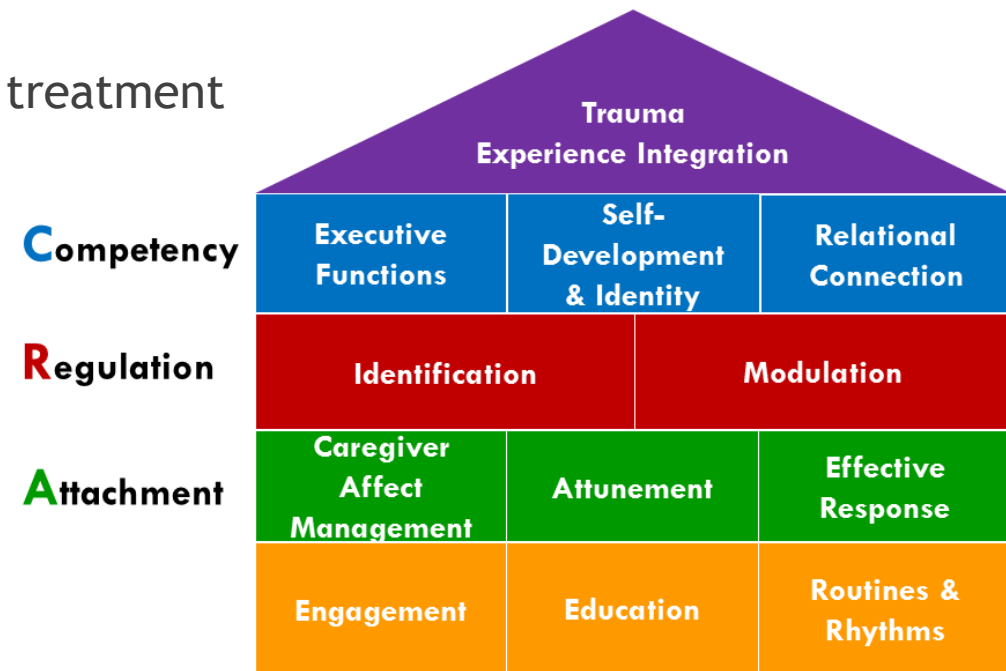 treatment
Trauma
Experience Integration
Competency
Executive
Functions
Self-
Development
& Identity
Relational
Connection
Regulation
Identification
Modulation
Attachment
Caregiver
Affect
Management
Attunement
Effective
Response
Engagement
Education
Routines &
Rhythms